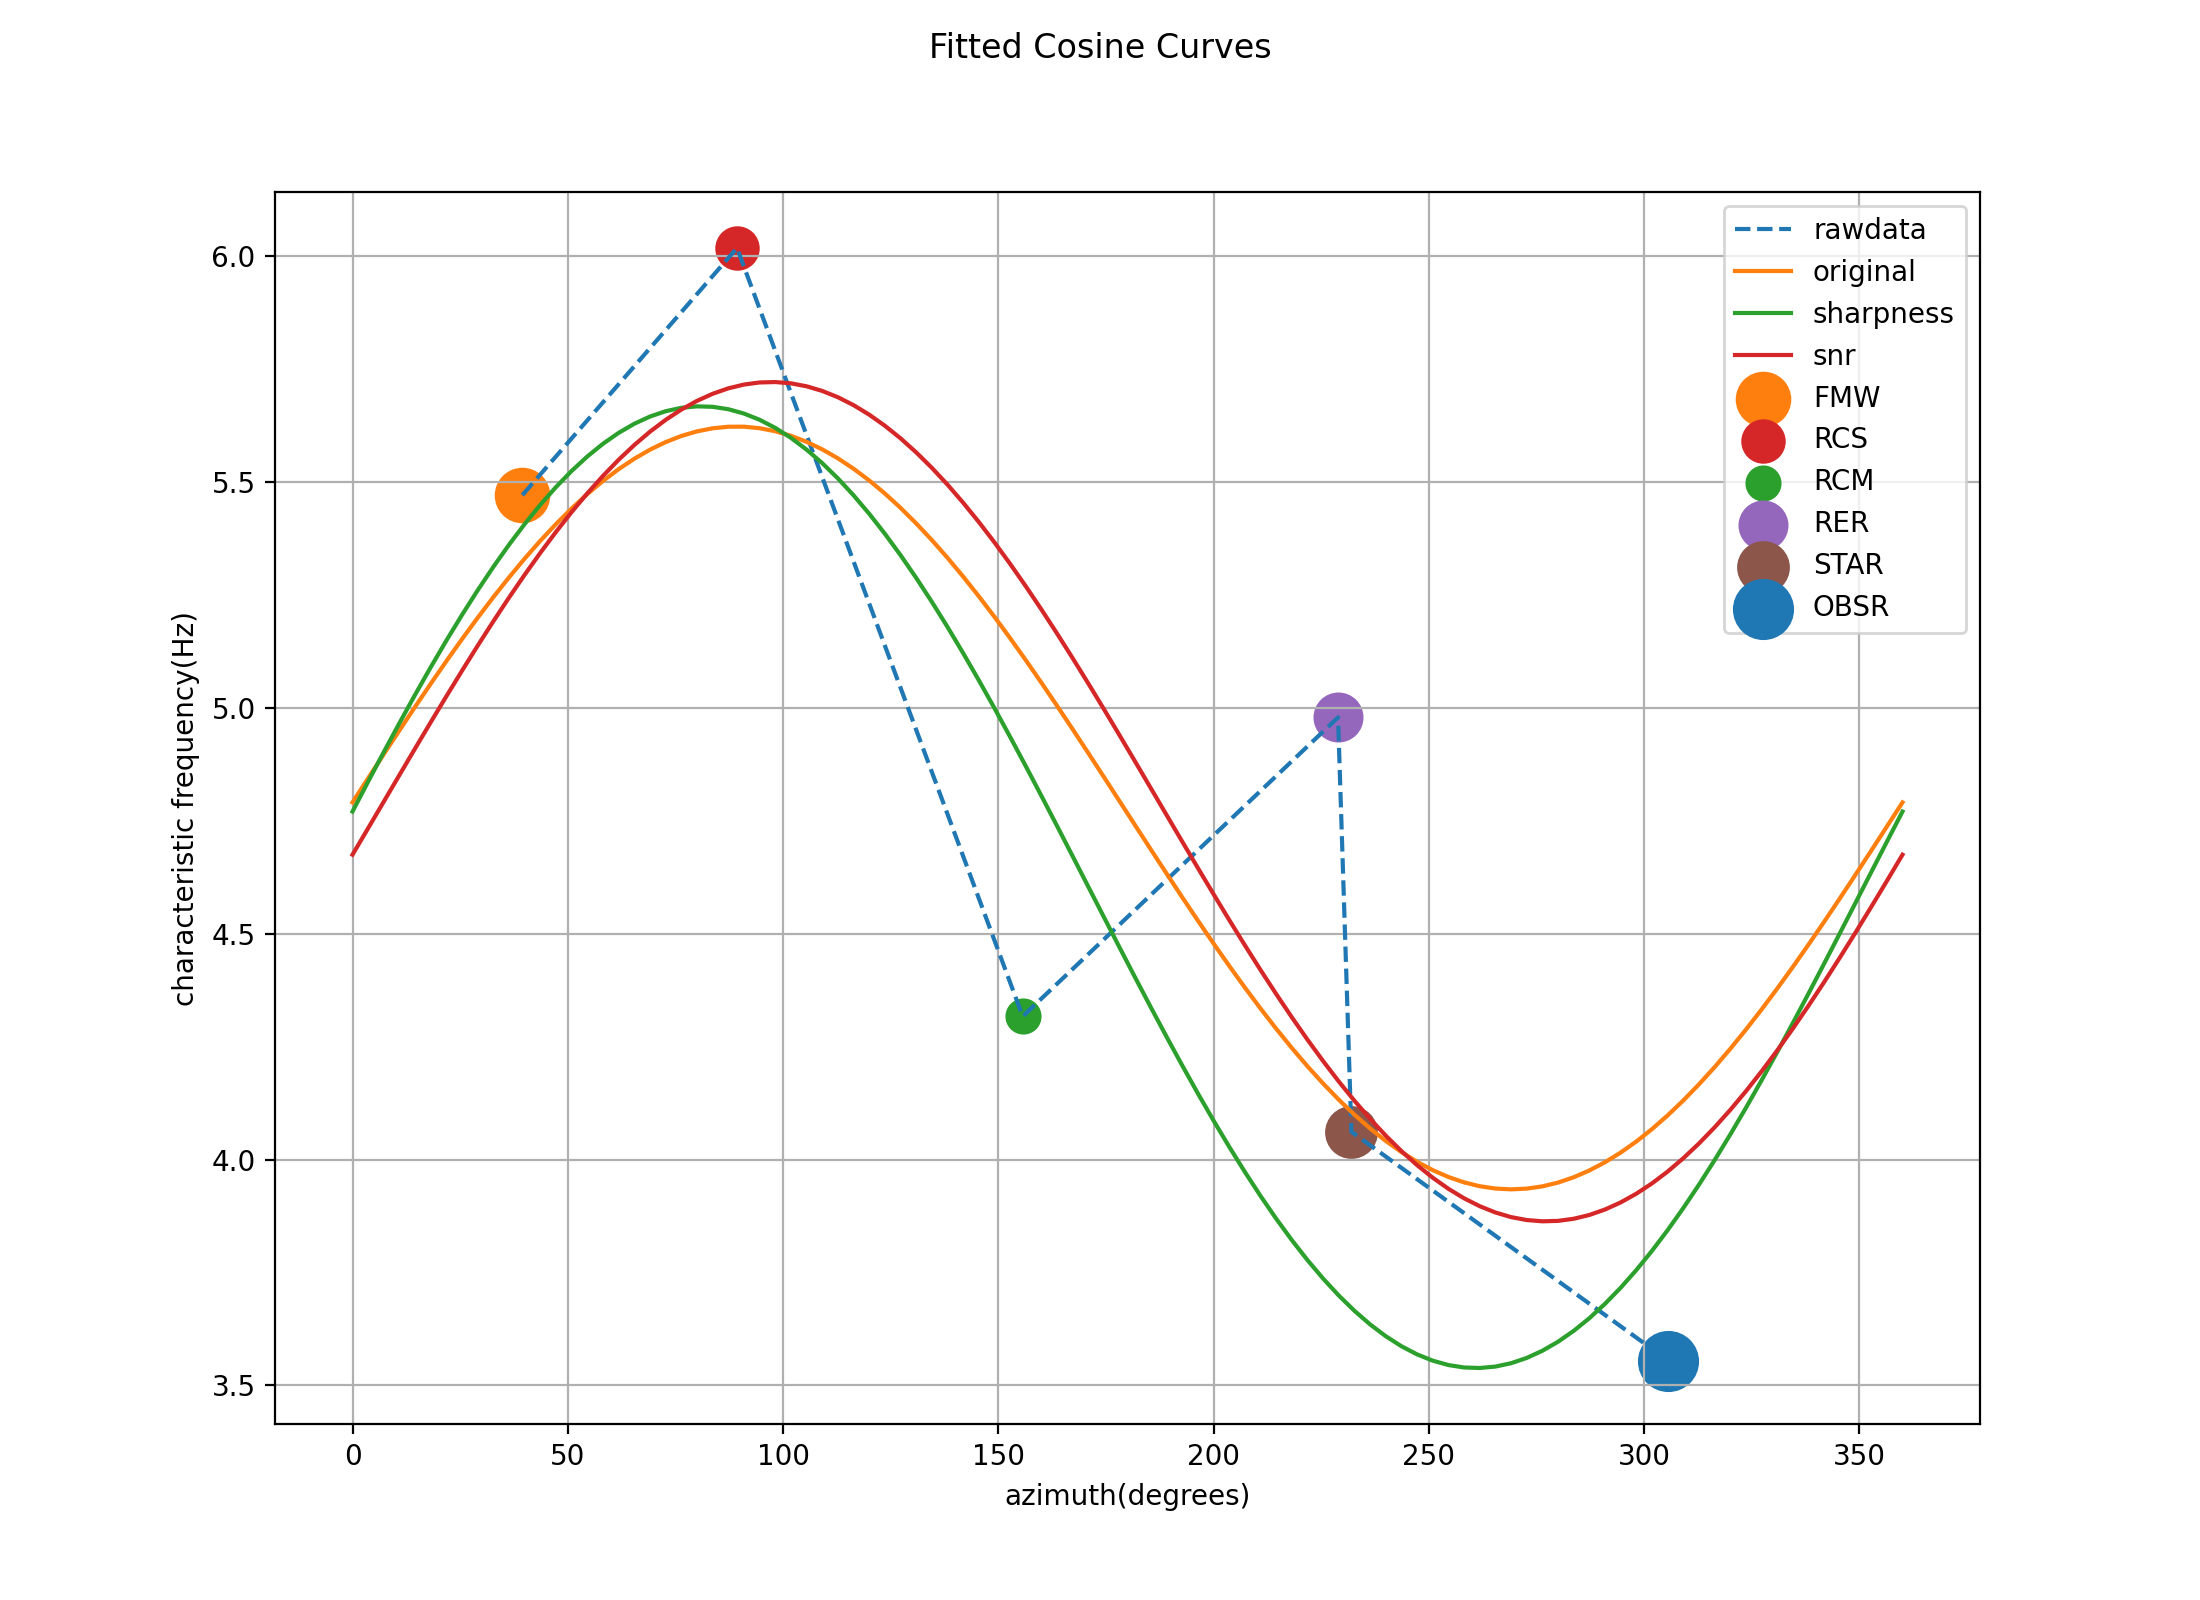 Fitted Cosine Curves
6.0
5.5
5.0
4.5
4.0
3.5
characteristic frequency(Hz)
0 50 100 150 200 250 300 350
azimuth(degrees)
rawdata
original
sharpness
snr
FMW
RCS
RCM
RER
STAR
OBSR